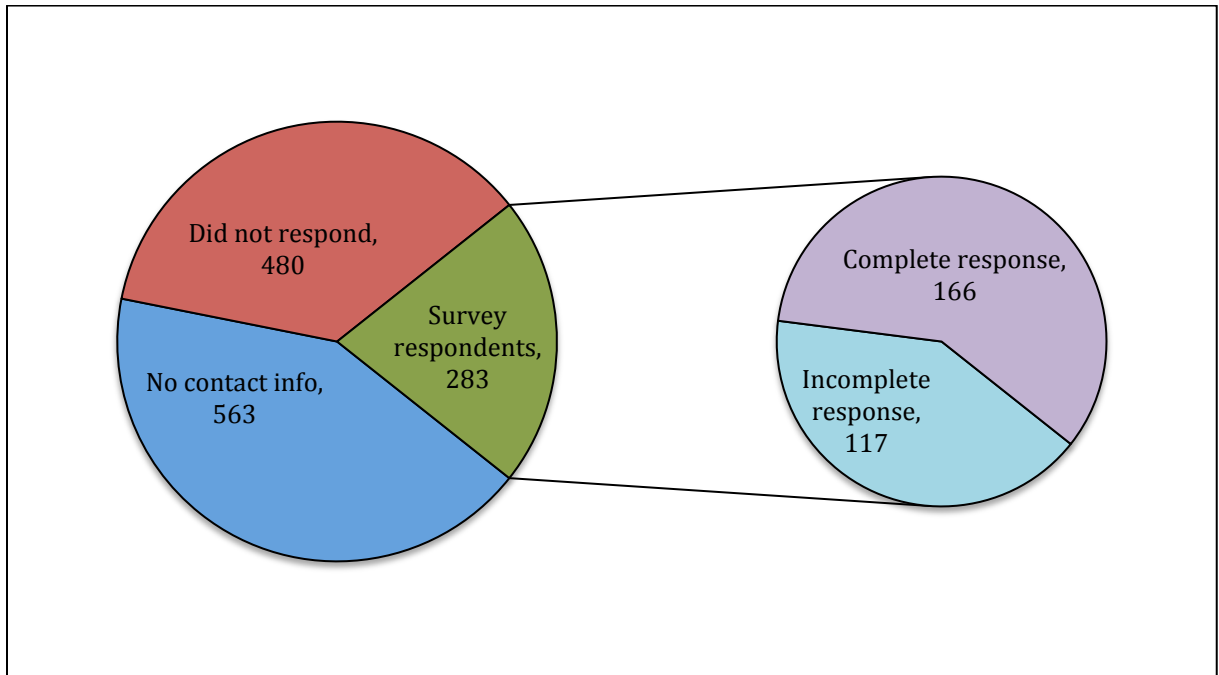 Did not respond,
480
Survey
respondents,
283
No contact info,
563
Complete response,
166
Incomplete
response,
117